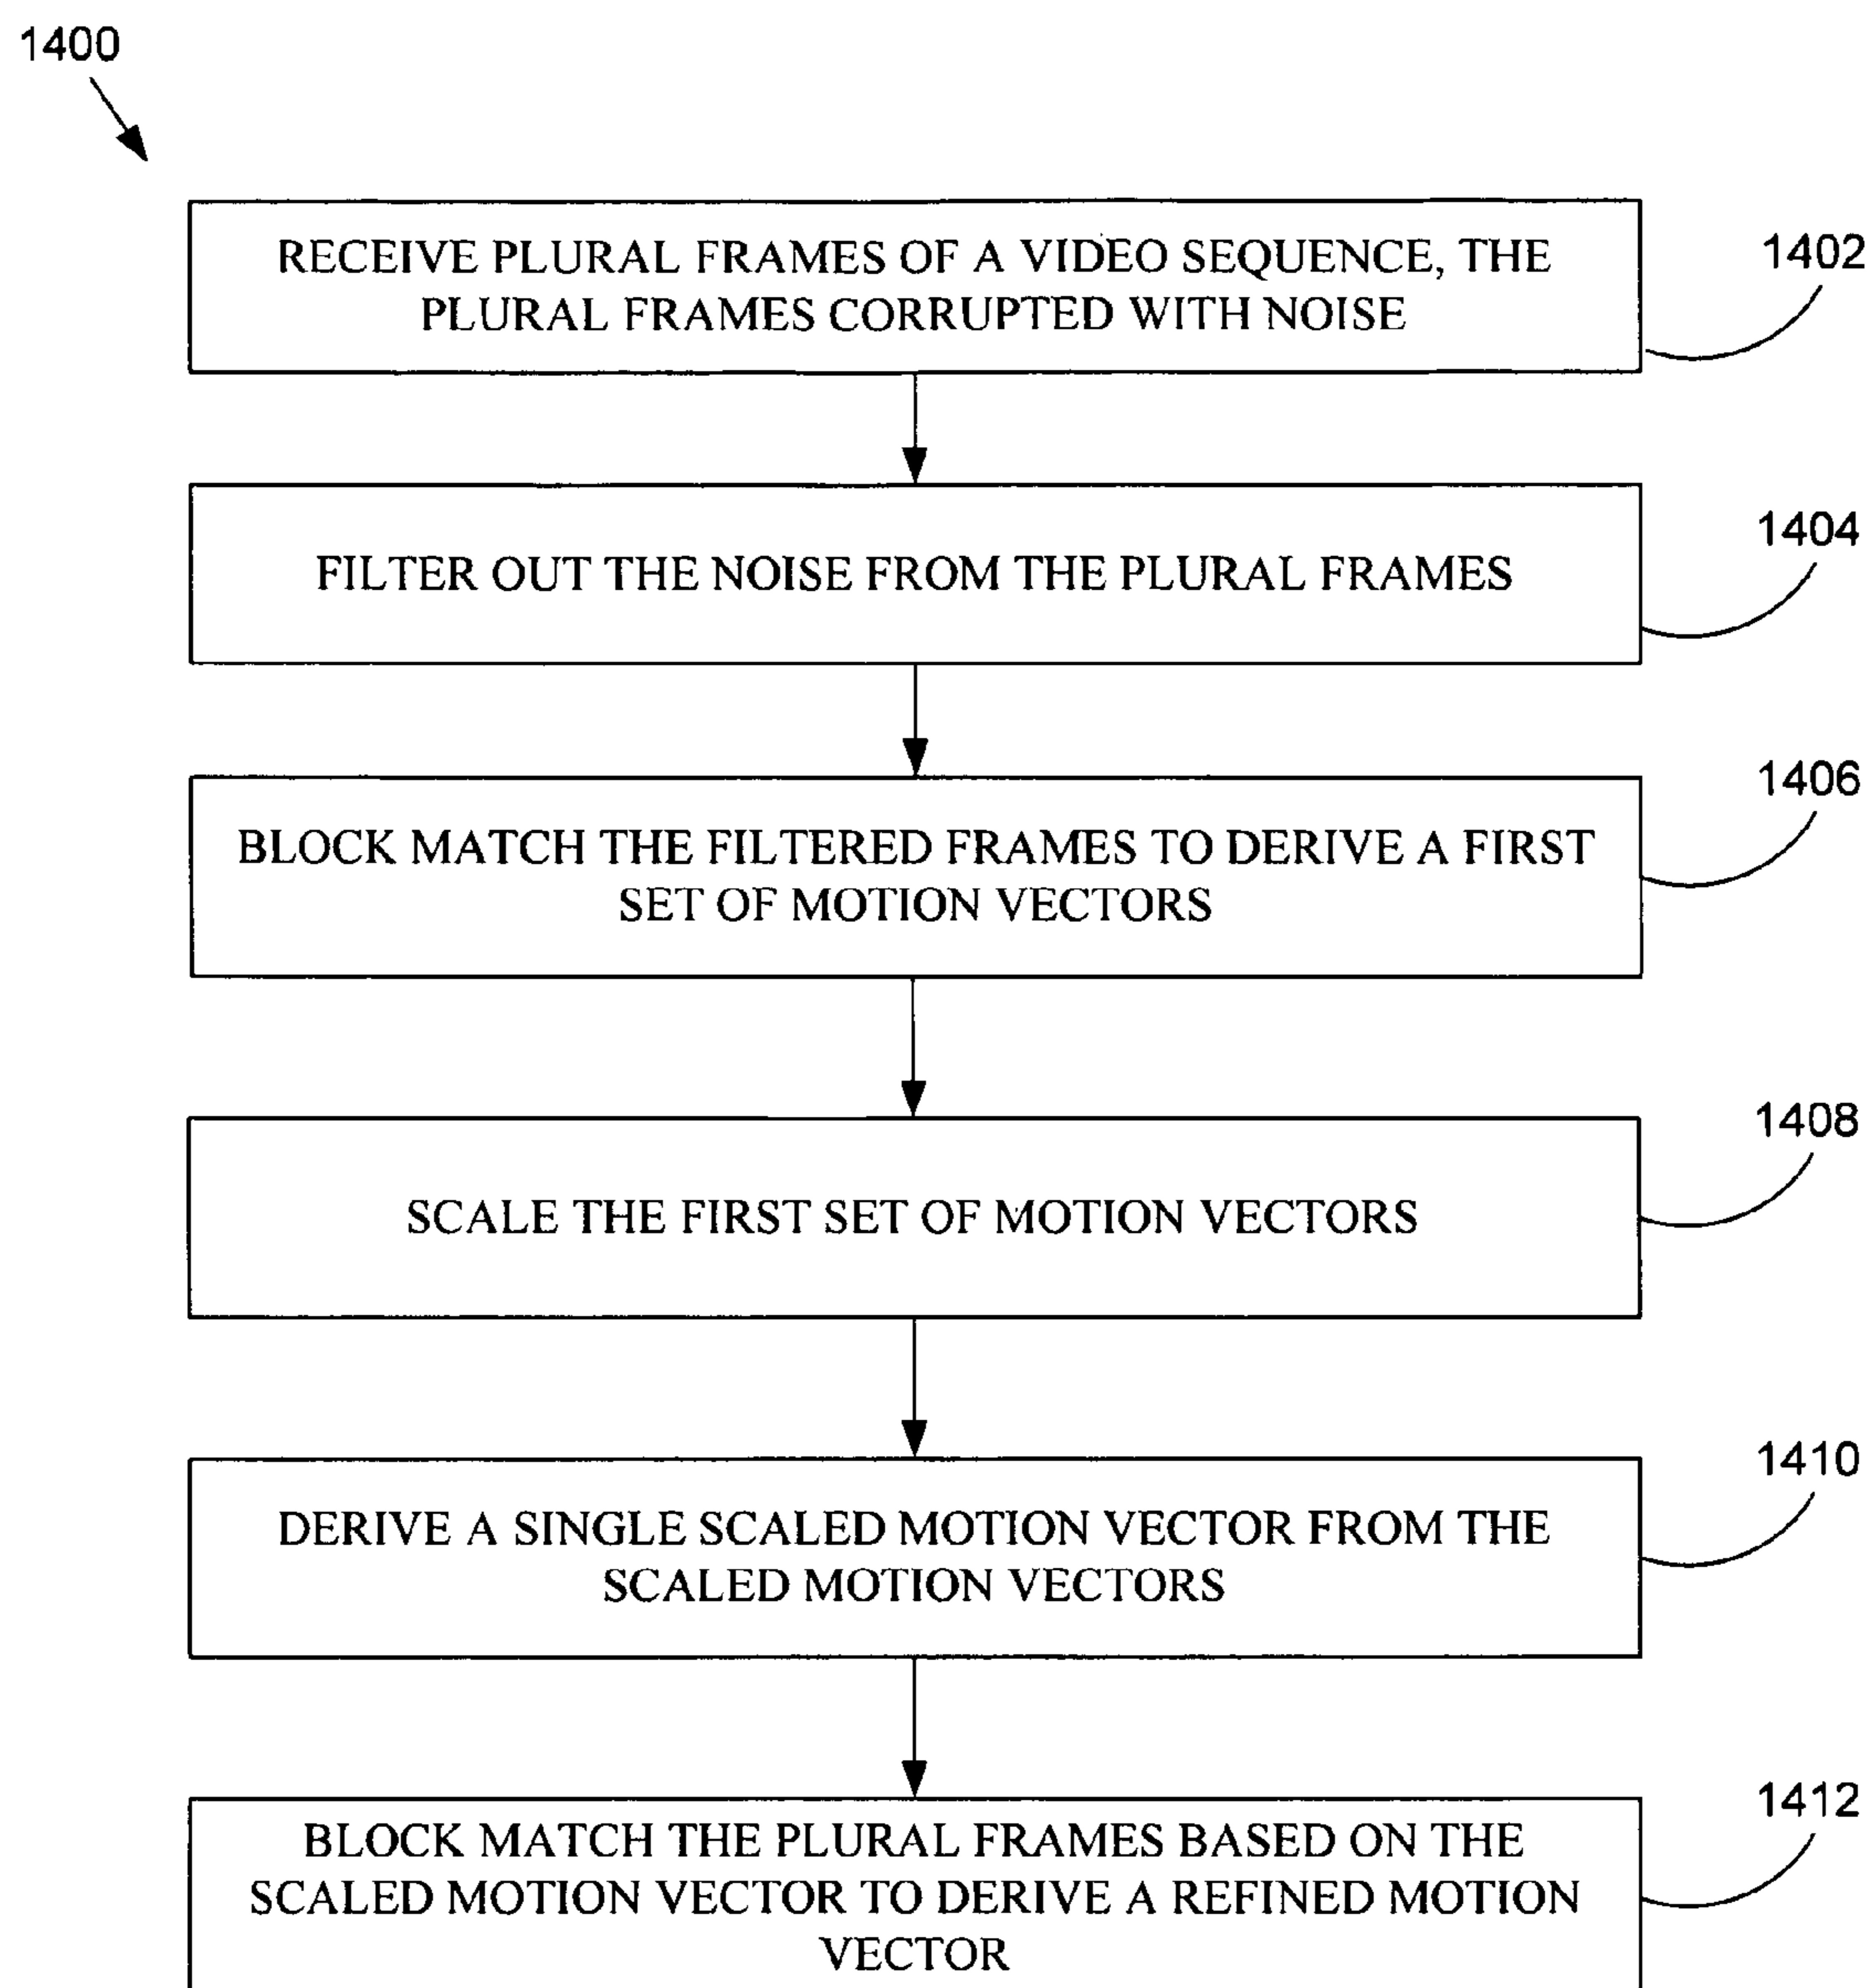 1400
RECEIVE PLURAL FRAMES OF A VIDEO SEQUENCE, THE
PLURAL FRAMES CORRUPTED WITH NOISE
1402
FILTER OUT THE NOISE FROM THE PLURAL FRAMES
1404
BLOCK MATCH THE FILTERED FRAMES TO DERIVE A FIRST
SET OF MOTION VECTORS
1406
SCALE THE FIRST SET OF MOTION VECTORS
1408
DERIVE A SINGLE SCALED MOTION VECTOR FROM THE
SCALED MOTION VECTORS
1410
BLOCK MATCH THE PLURAL FRAMES BASED ON THE
SCALED MOTION VECTOR TO DERIVE A REFINED MOTION
VECTOR
1412